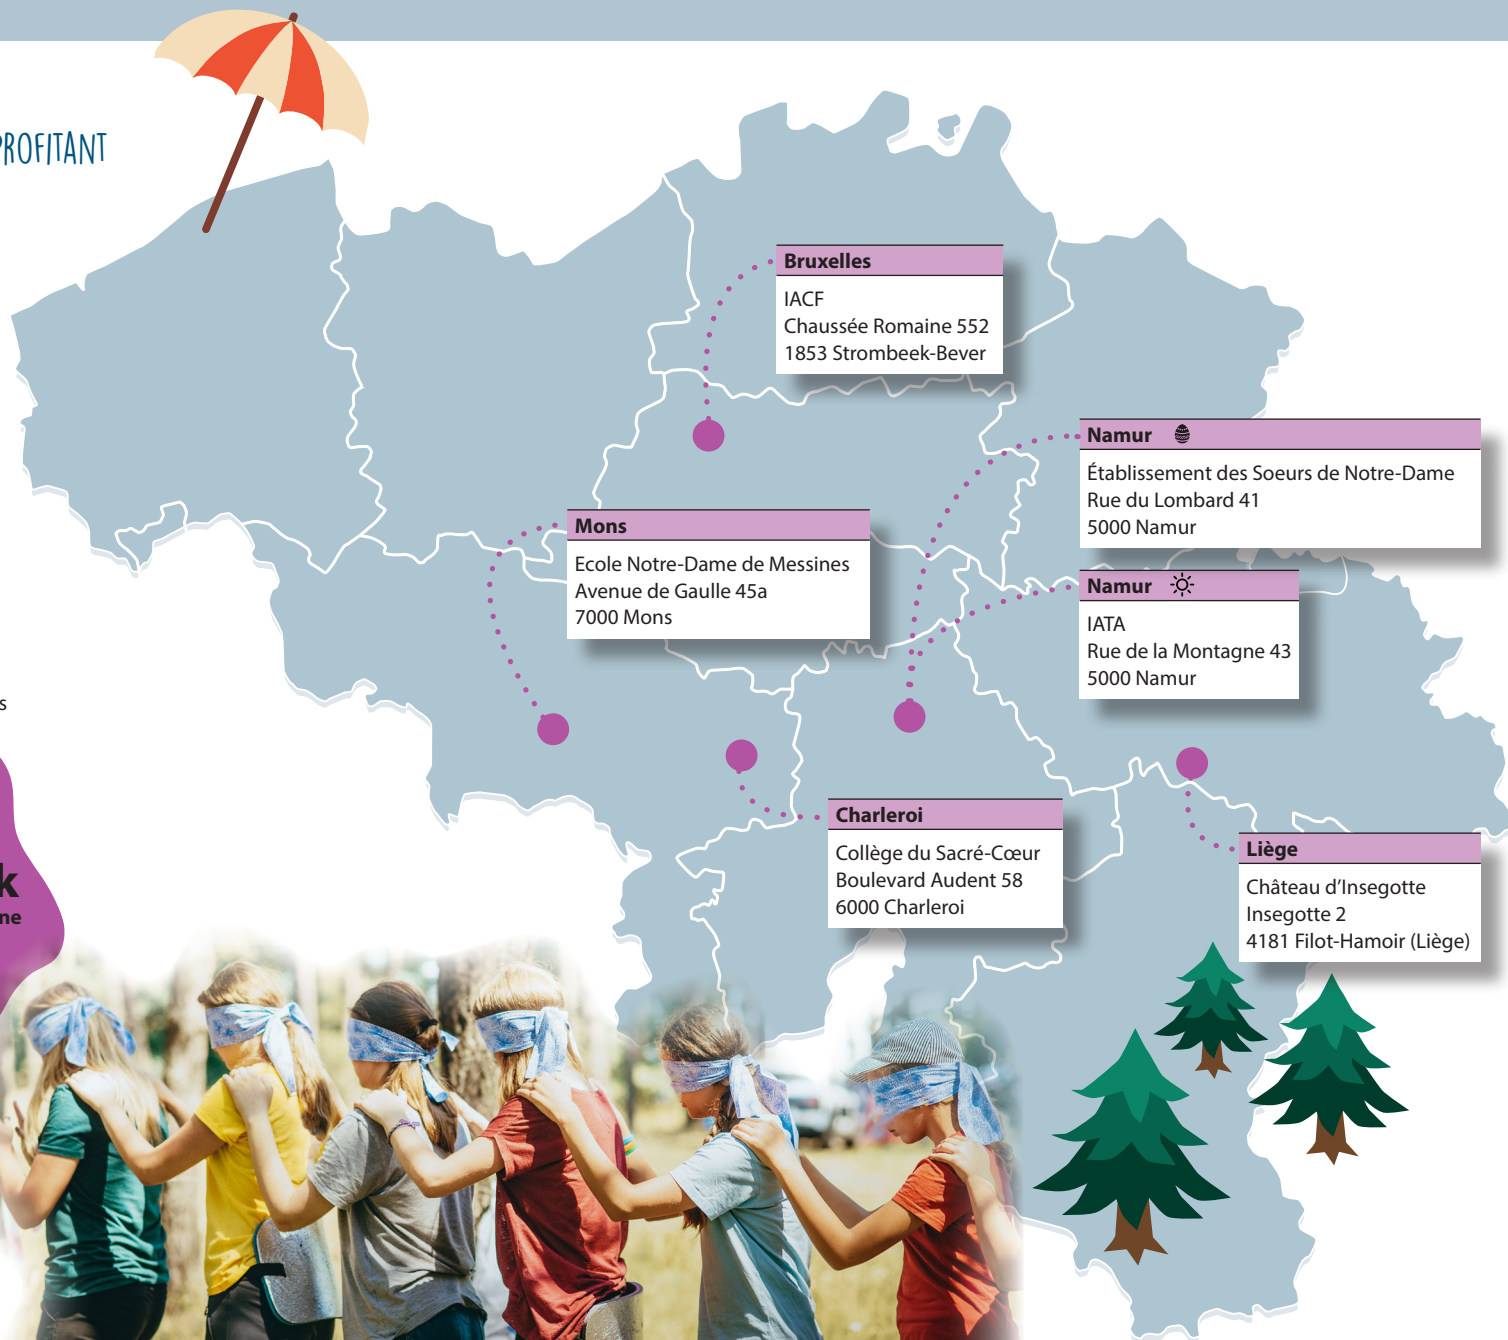 PROFITANT
Bruxelles
IACF
Chaussée Romaine 552
1853 Strombeek-Bever
Namur
Établissement des Soeurs de Notre-Dame
Rue du Lombard 41
5000 Namur
Mons
Ecole Notre-Dame de Messines
Avenue de Gaulle 45a
7000 Mons
Namur
IATA
Rue de la Montagne 43
5000 Namur
s
Charleroi
Collège du Sacré-Cœur
Boulevard Audent 58
6000 Charleroi
Liège
Château d'Insegotte
Insegotte 2
4181 Filot-Hamoir (Liège)
k
ne